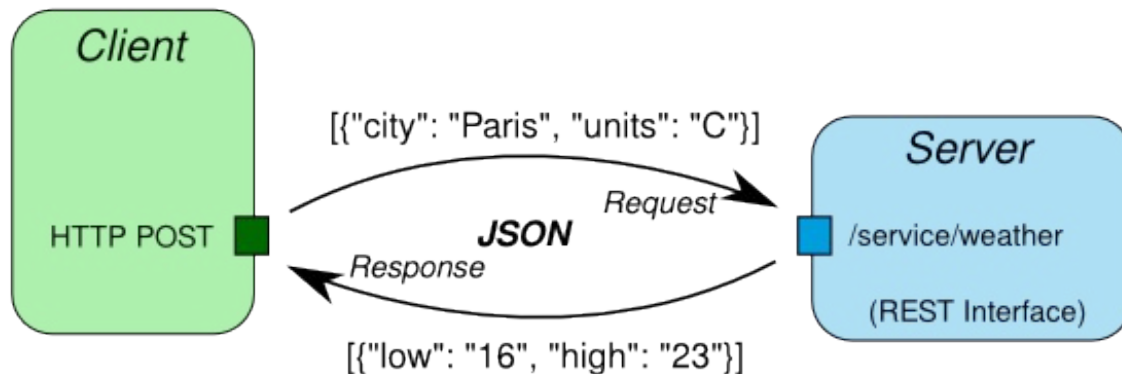 Client
HTTP POST
[{"city": "Paris", "units": "C"}]
Request
JSON
Response
[{"low": "16", "high": "23"}]
Server
/service/weather
(REST Interface)